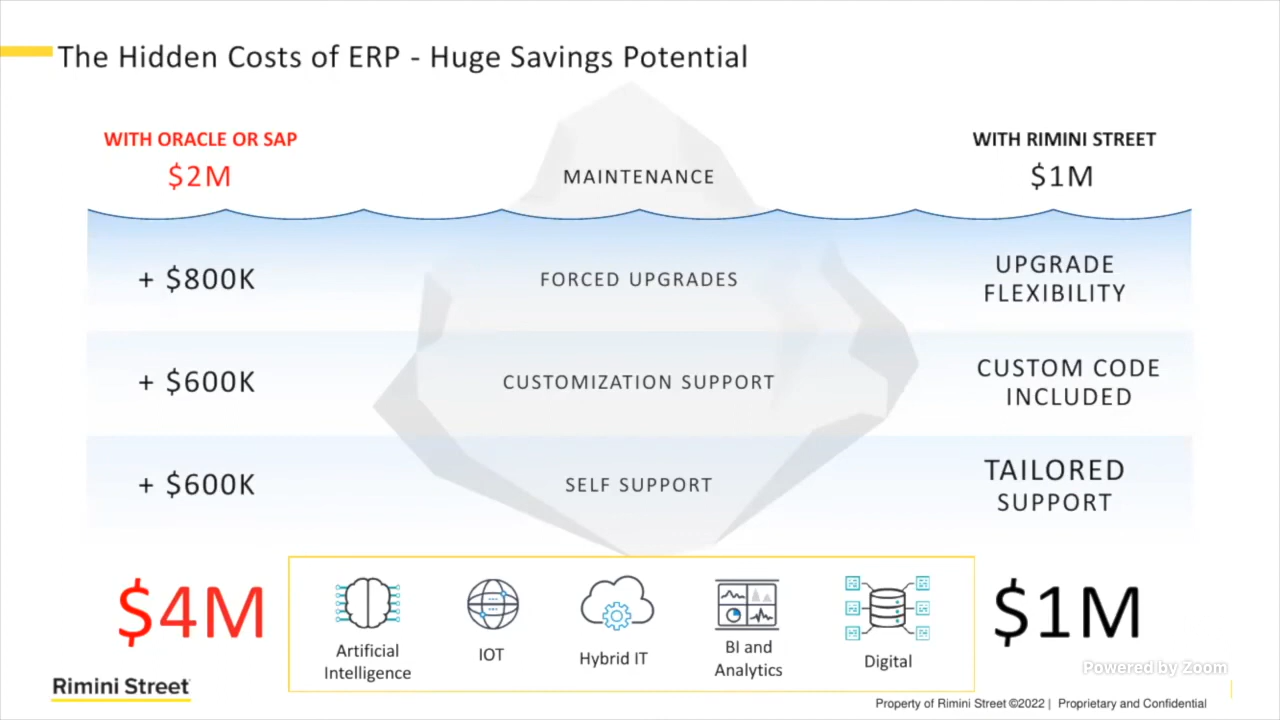 The Hidden Costs of ERP - Huge Savings Potential
WITH ORACLE OR SAP
$2M
MAINTENANCE
WITH RIMINI STREET
$1M
+ $800K
FORCED UPGRADES
UPGRADE
FLEXIBILITY
+ $600K
CUSTOMIZATION SUPPORT
CUSTOM CODE
INCLUDED
+ $600K
SELF SUPPORT
TAILORED
SUPPORT
$4M
Artificial
Intelligence
IOT
Hybrid IT
BI and
Analytics
Digital
$1M
Powered by Zoom
Rimini Street
Property of Rimini Street ©2022 | Proprietary and Confidential